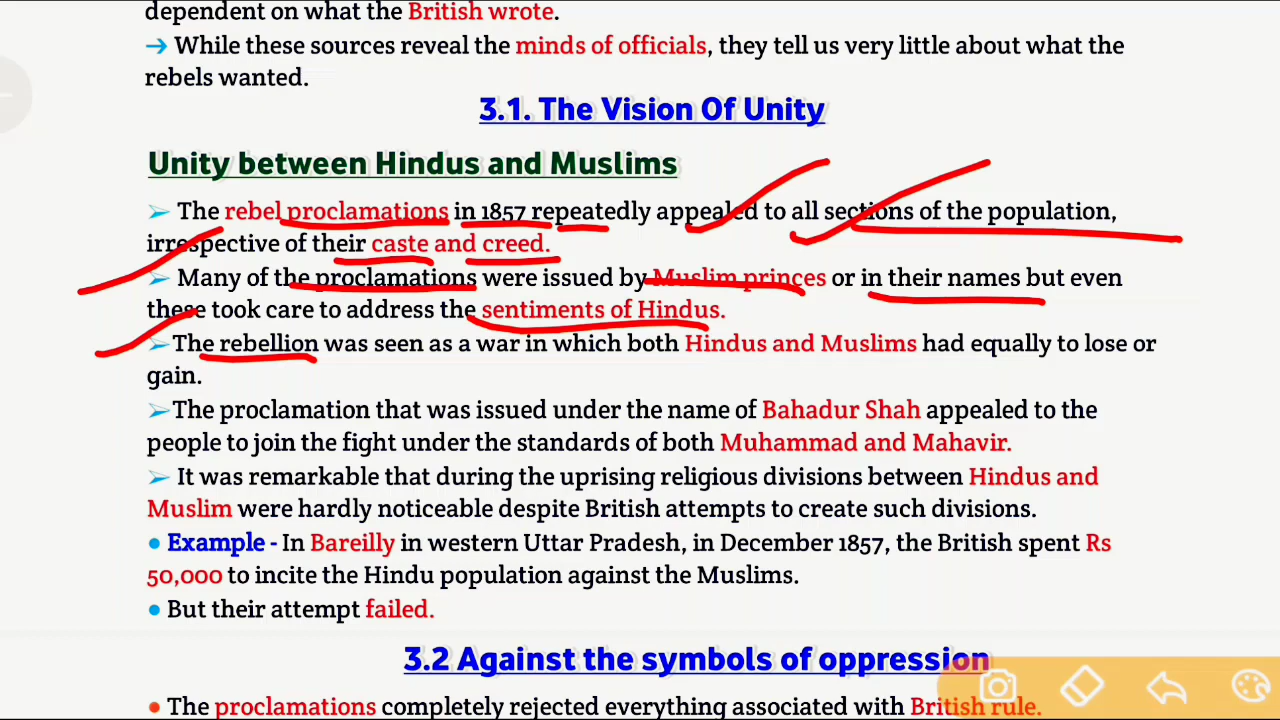 dependent on what the British wrote.
→ While these sources reveal the minds of officials, they tell us very little about what the
rebels wanted.
3.1. The Vision Of Unity
Unity between Hindus and Muslims
➢ The rebel proclamations in 1857 repeatedly appealed to all sections of the population,
irrespective of their caste and creed.
➢ Many of the proclamations were issued by Muslim princes or in their names but even
these took care to address the sentiments of Hindus.
➢The rebellion was seen as a war in which both Hindus and Muslims had equally to lose or
gain.
➢The proclamation that was issued under the name of Bahadur Shah appealed to the
people to join the fight under the standards of both Muhammad and Mahavir.
➢ It was remarkable that during the uprising religious divisions between Hindus and
Muslim were hardly noticeable despite British attempts to create such divisions.
● Example - In Bareilly in western Uttar Pradesh, in December 1857, the British spent Rs
50,000 to incite the Hindu population against the Muslims.
● But their attempt failed.
3.2 Against the symbols of oppression
● The proclamations completely rejected everything associated with British rule.